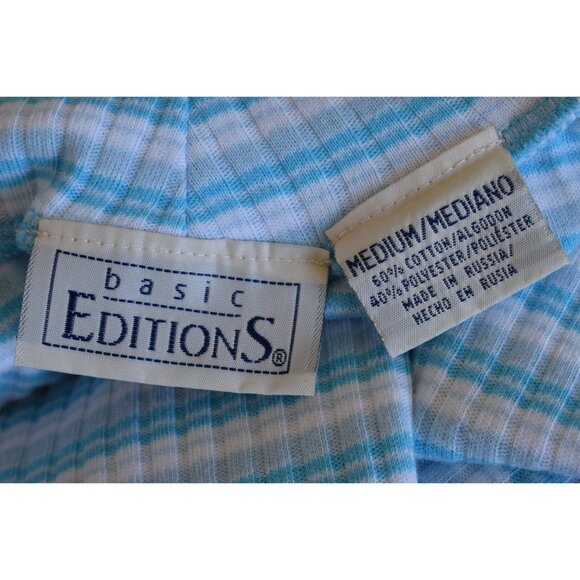 basic
EDITIONS®
MEDIUM/MEDIANO
60% COTTON/ALGODON
40% POLYESTER/POLIÉSTER
MADE IN RUSSIA/
HECHO EN RUSIA